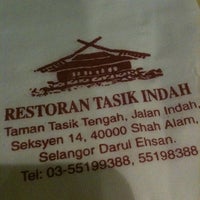 RESTORAN TASIK INDAH
Taman Tasik Tengah, Jalan Indah,
Seksyen 14, 40000 Shah Alam,
Selangor Darul Ehsan.
Tel: 03-55199388, 55198388